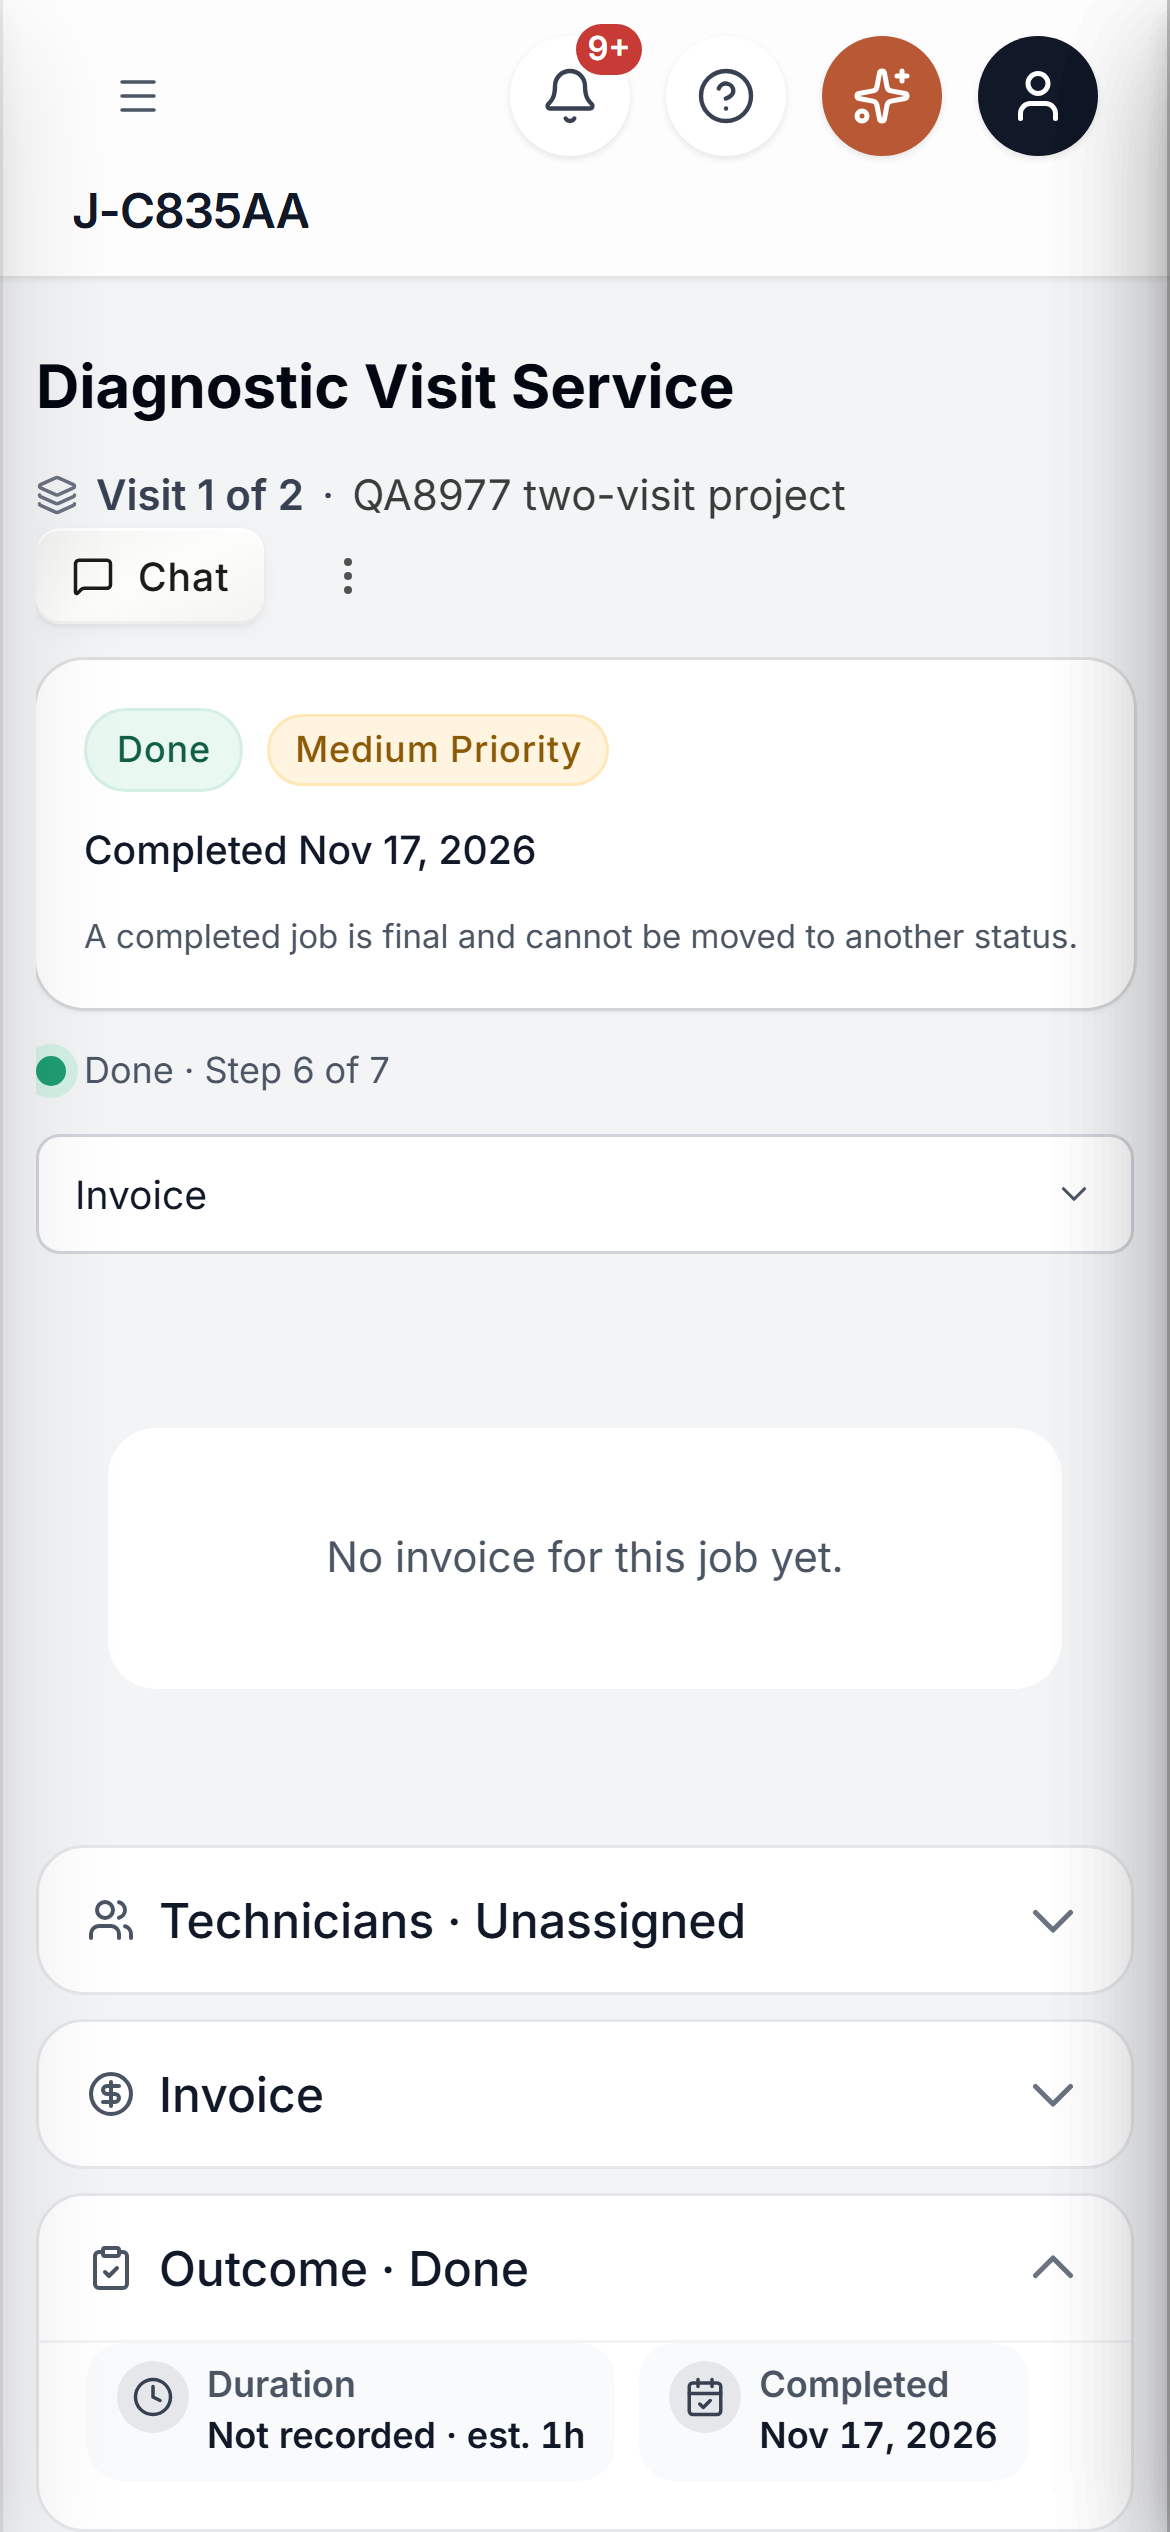 9+
J-C835AA
Diagnostic Visit Service
Visit 1 of 2 · QA8977 two-visit project
Chat
Done
Medium Priority
Completed Nov 17, 2026
A completed job is final and cannot be moved to another status.
Done · Step 6 of 7
Invoice
No invoice for this job yet.
Technicians · Unassigned
Invoice
Outcome · Done
Duration
Not recorded · est. 1h
Completed
Nov 17, 2026